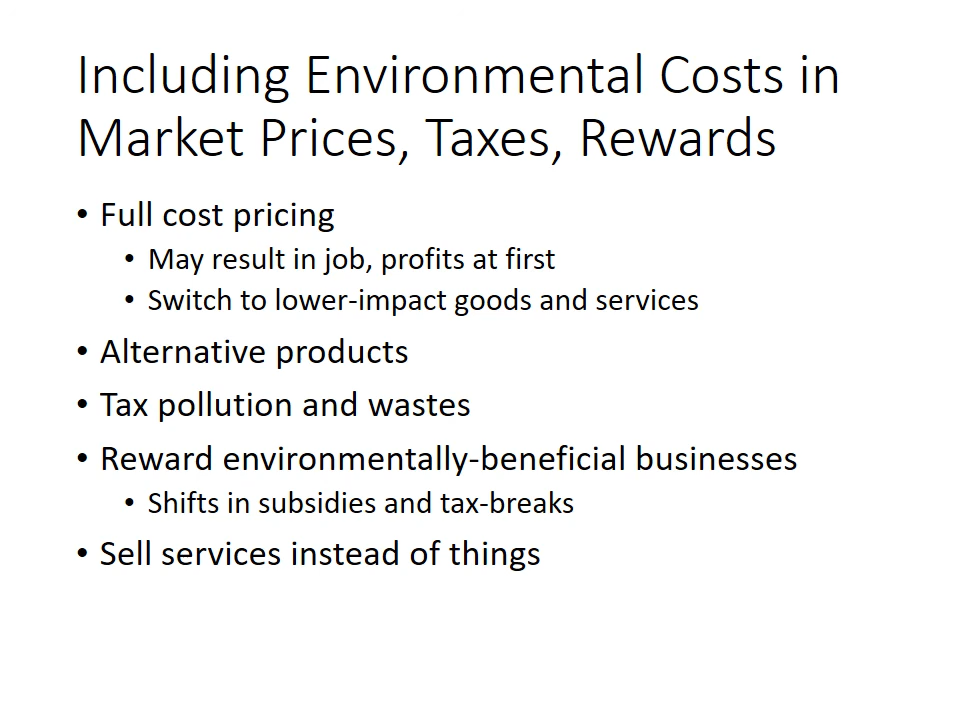 Including Environmental Costs in
Market Prices, Taxes, Rewards
• Full cost pricing
• May result in job, profits at first
• Switch to lower-impact goods and services
• Alternative products
• Tax pollution and wastes
• Reward environmentally-beneficial businesses
• Shifts in subsidies and tax-breaks
• Sell services instead of things